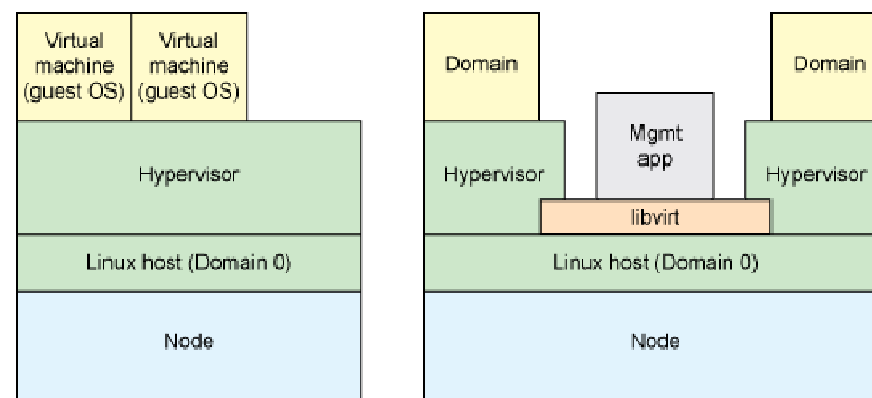 Virtual
machine
(guest OS)
Virtual
machine
(guest OS)
Hypervisor
Linux host (Domain 0)
Node
Domain
Domain
Mgmt
app
Hypervisor
Hypervisor
libvirt
Linux host (Domain 0)
Node